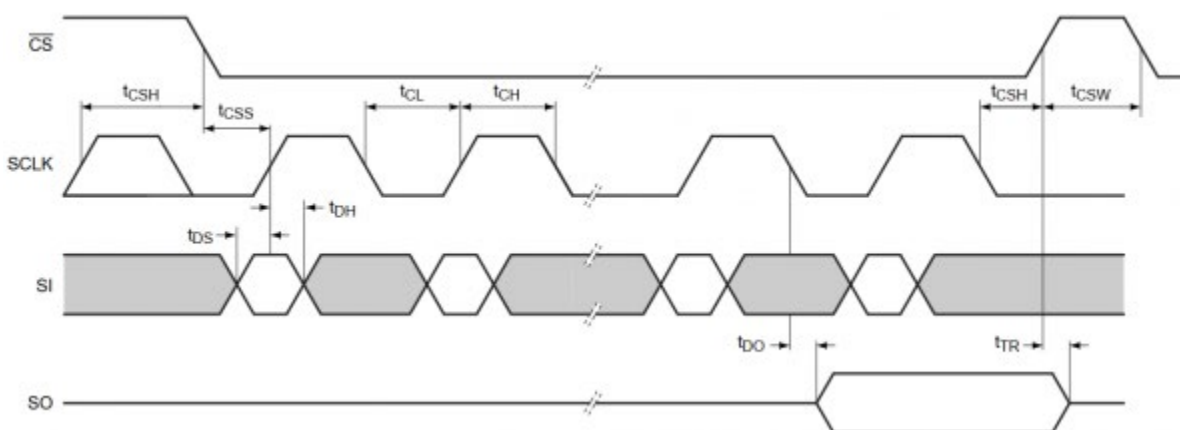 CS
tCSH
tCSS
tCL
tCH
tCSH
tCSW
SCLK
tDH
tDS
SI
tDO
tTR
SO